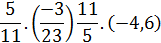 5/11 . (-3/23) 11/5 . (-4,6)